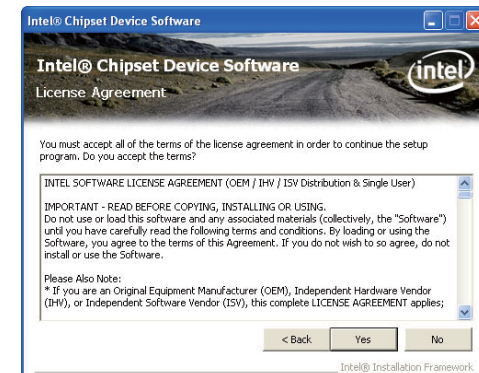 Intel® Chipset Device Software
Intel® Chipset Device Software
intel
License Agreement
You must accept all of the terms of the license agreement in order to continue the setup
program. Do you accept the terms?
INTEL SOFTWARE LICENSE AGREEMENT (OEM / IHV / ISV Distribution & Single User)
IMPORTANT - READ BEFORE COPYING, INSTALLING OR USING.
Do not use or load this software and any associated materials (collectively, the "Software")
until you have carefully read the following terms and conditions. By loading or using the
Software, you agree to the terms of this Agreement. If you do not wish to so agree, do not
install or use the Software.
Please Also Note:
* If you are an Original Equipment Manufacturer (OEM), Independent Hardware Vendor
(IHV), or Independent Software Vendor (ISV), this complete LICENSE AGREEMENT applies;
< Back Yes No
Intel® Installation Framework